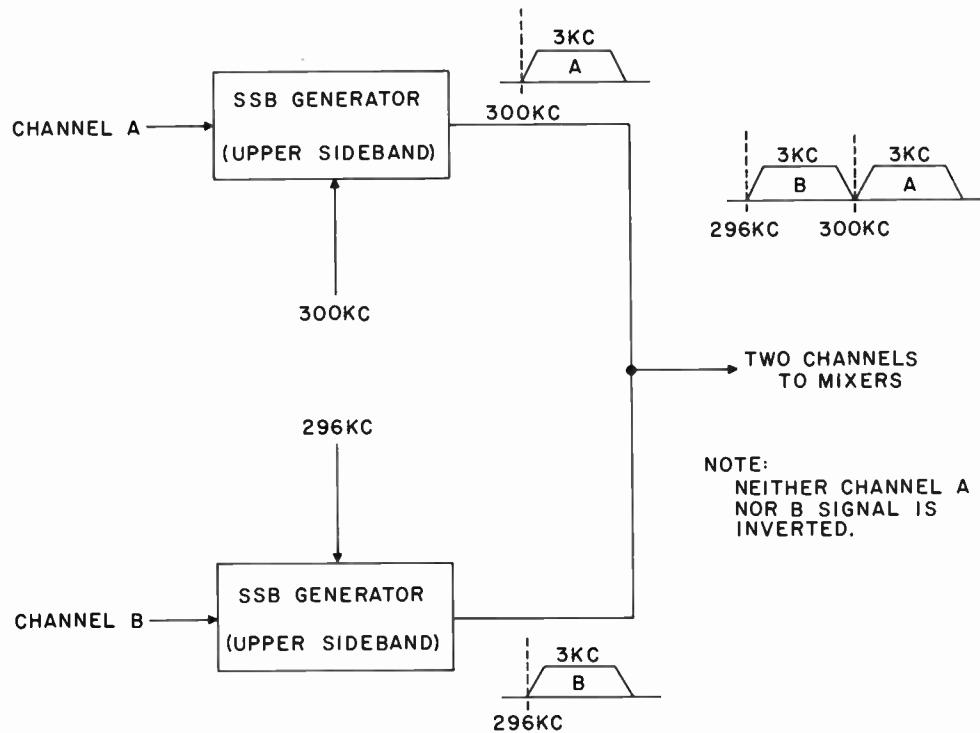 3KC
A
300KC
CHANNEL A
SSB GENERATOR
(UPPER SIDEBAND)
300KC
3KC
3KC
B
A
296KC
300KC
TWO CHANNELS
TO MIXERS
296KC
NOTE:
NEITHER CHANNEL A
NOR B SIGNAL IS
INVERTED.
CHANNEL B
SSB GENERATOR
(UPPER SIDEBAND)
3KC
B
296KC